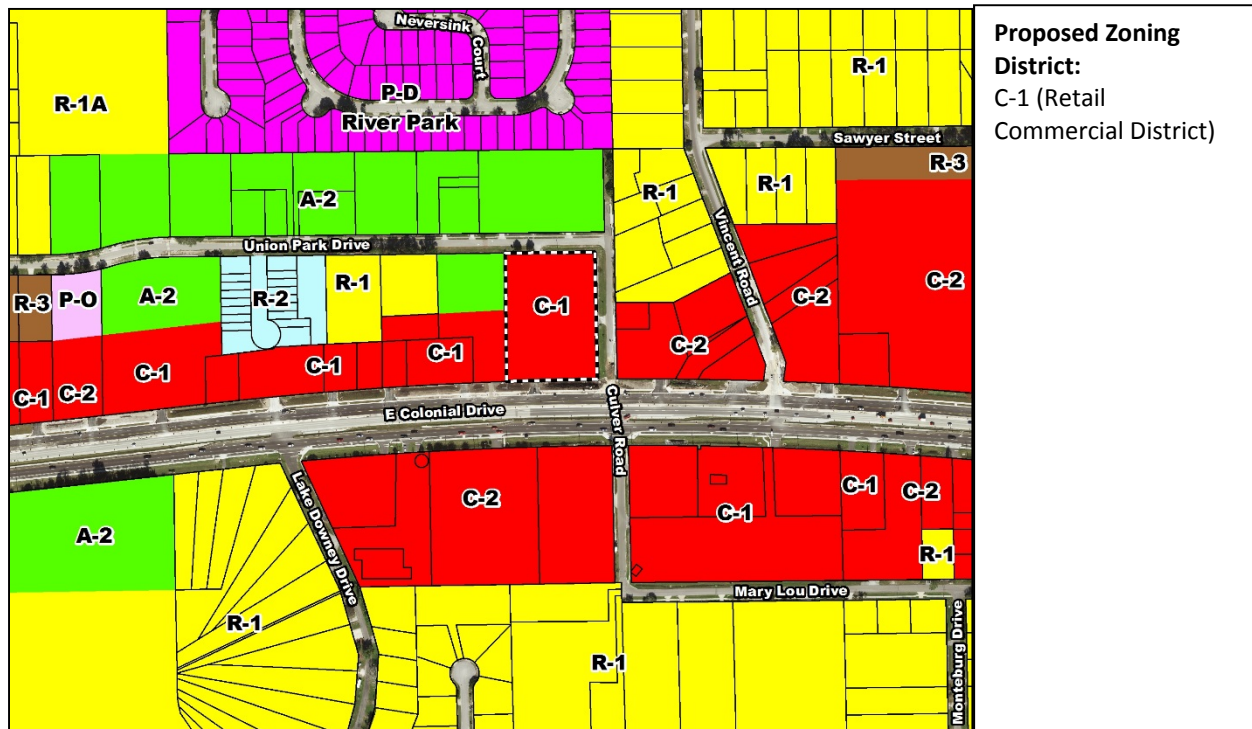 Neversink
Court
R-1
P-D
R-1A
River Park
Sawyer Street
R-3
R-1
R-1
A-2
Vincent Road
Union Park Drive
R-3
P-O
A-2
R-2
R-1
C-1
C-2
C-2
C-1
C-2
C-1
C-1
C-1
C-2
E Colonial Drive
Culver Road
Lake Downey Drive
C-2
C-1
C-1
C-2
A-2
R-1
Mary Lou Drive
R-1
R-1
Monteburg Drive
Proposed Zoning
District:
C-1 (Retail
Commercial District)